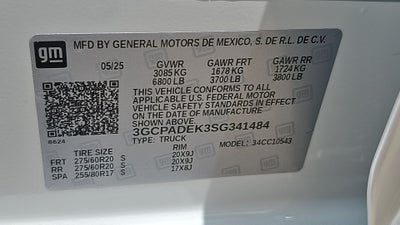 gm
MFD BY GENERAL MOTORS DE MEXICO, S. DE R.L. DE C.V.
05/25 GVWR GAWR FRT GAWR RR
3085 KG 1678 KG 1724 KG
6800 LB 3700 LB 3800 LB
THIS VEHICLE CONFORMS TO ALL APPLICABLE
U.S. FEDERAL MOTOR VEHICLE SAFETY STANDARDS IN EFFECT
ON THE DATE OF MANUFACTURE SHOWN ABOVE.
3GCPADEK3SG341484
8624 TYPE: TRUCK MODEL: 34CC10543
TIRE SIZE RIM
FRT 275/60R20 S 20X9J
RR 275/60R20 S 20X9J
SPA 255/80R17 S 17X8J